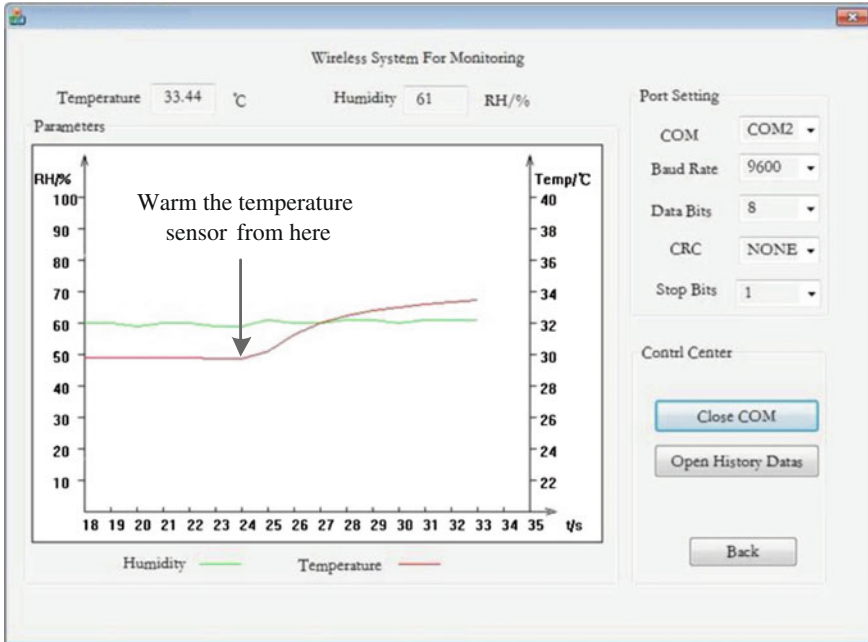 Wireless System For Monitoring
Temperature 33.44 ℃ Humidity 61 RH/%
Parameters
RH/%
100
90
80
70
60
50
40
30
20
10
Warm the temperature
sensor from here
Temp/℃
40
38
36
34
32
30
28
26
24
22
18 19 20 21 22 23 24 25 26 27 28 29 30 31 32 33 34 35 t/s
Humidity Temperature
Port Setting
COM COM2
Baud Rate 9600
Data Bits 8
CRC NONE
Stop Bits 1
Contrl Center
Close COM
Open History Datas
Back